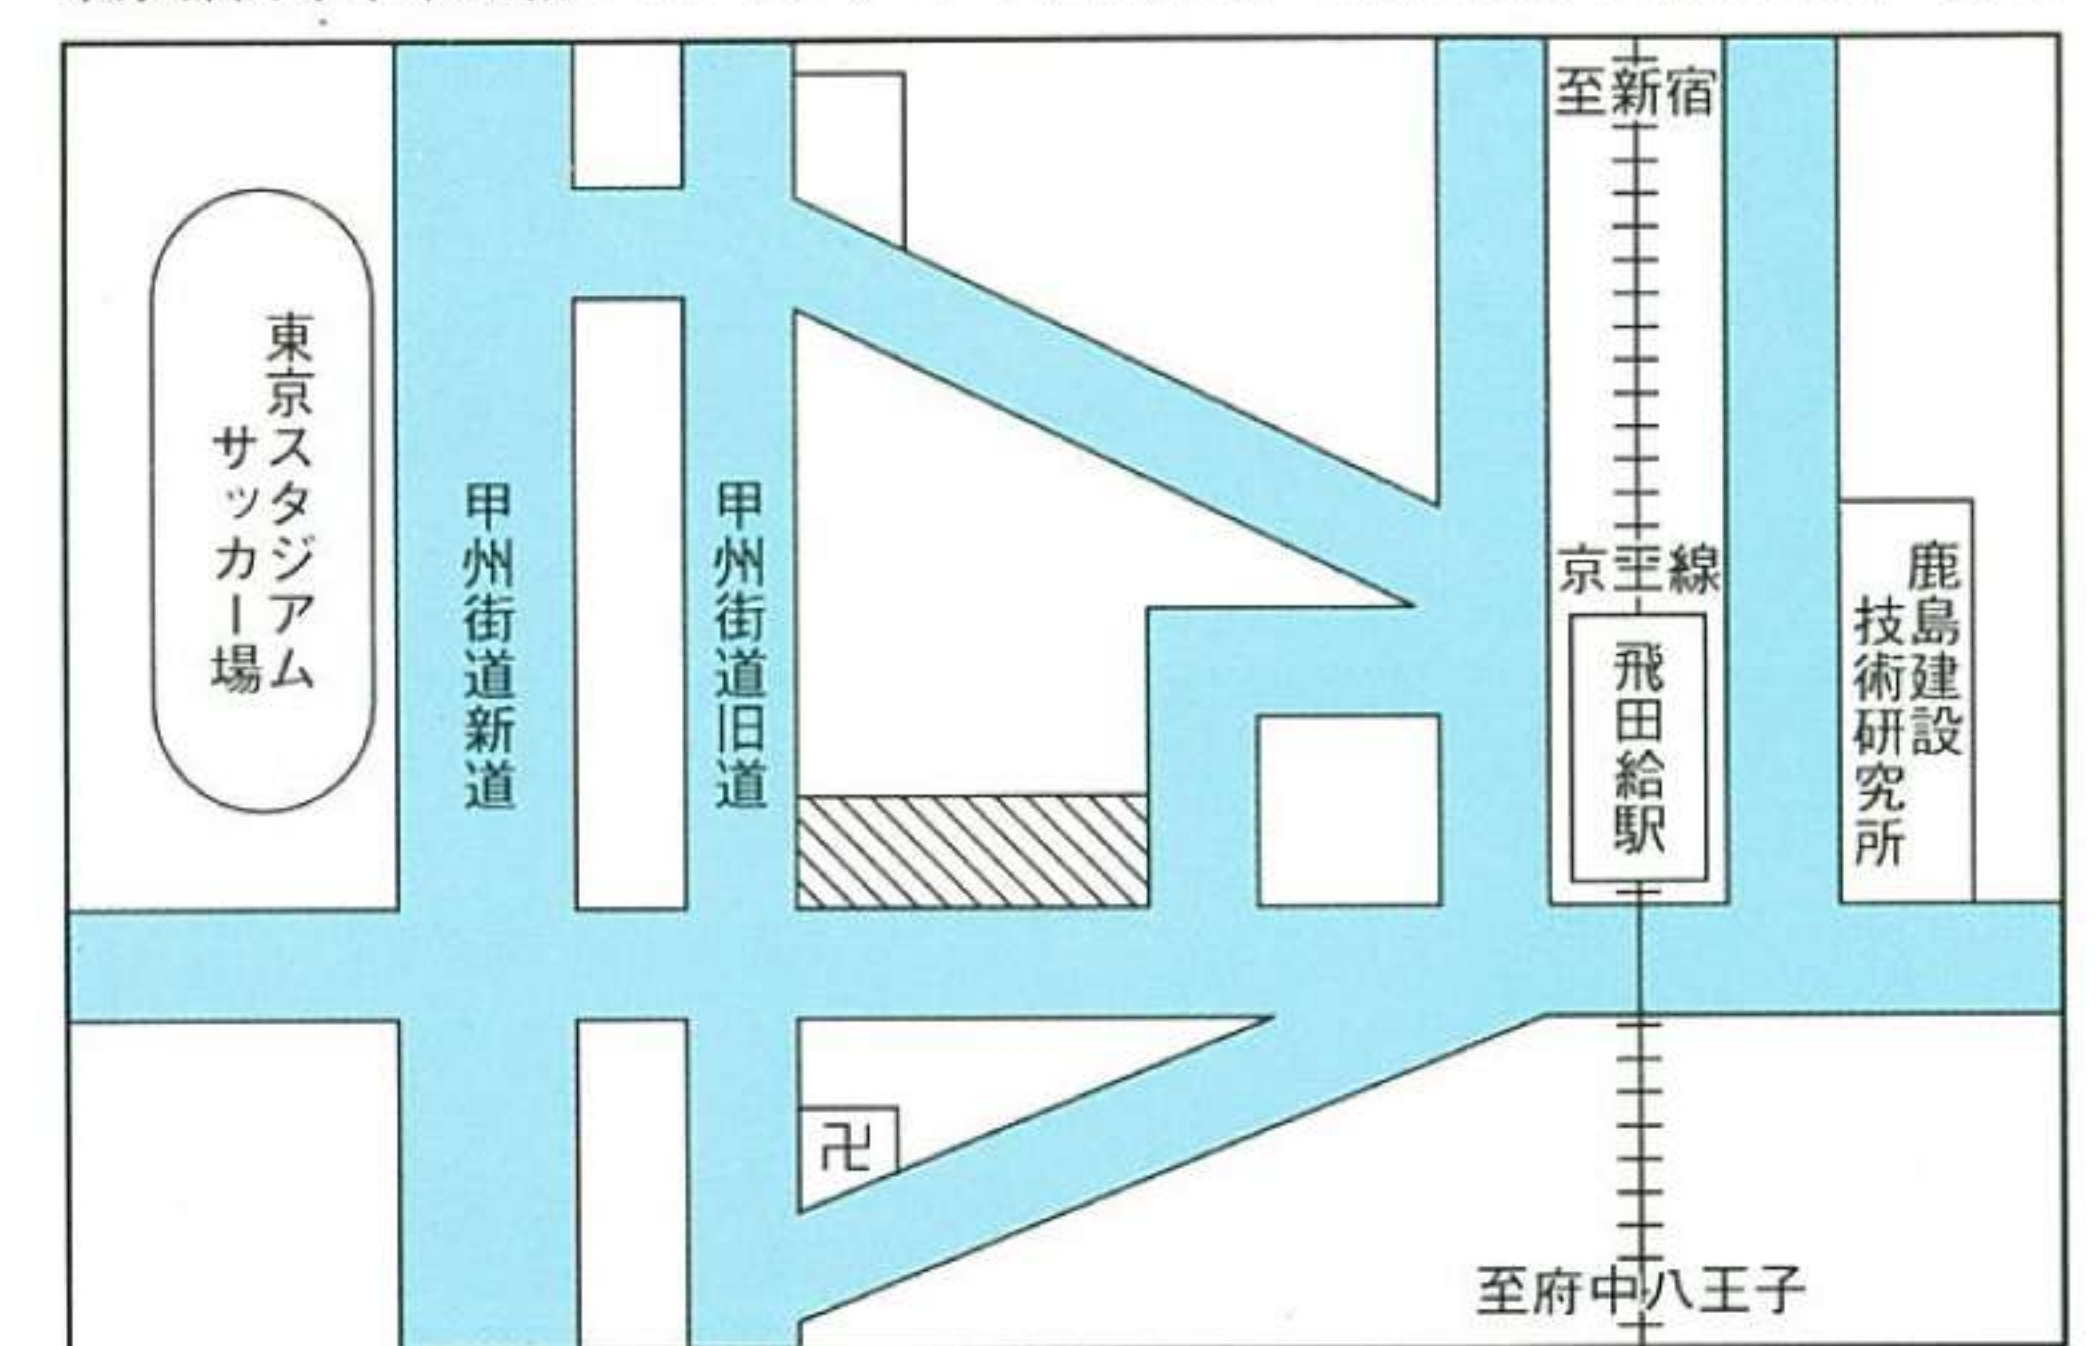 至新宿
京王線
飛田給駅
鹿島建設
技術研究所
甲州街道旧道
甲州街道新道
東京スタジアム
サッカー場
卍
至府中八王子